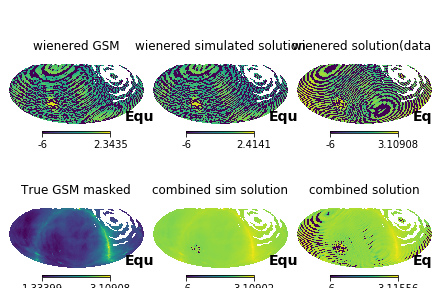 wienered GSM wienered simulated solution wienered solution(data
Equ Equ Equ
-6 2.3435 -6 2.4141 -6 3.10908
True GSM masked combined sim solution combined solution
Equ Equ Equ
1.33399 3.10908 -6 3.10902 -6 3.11556